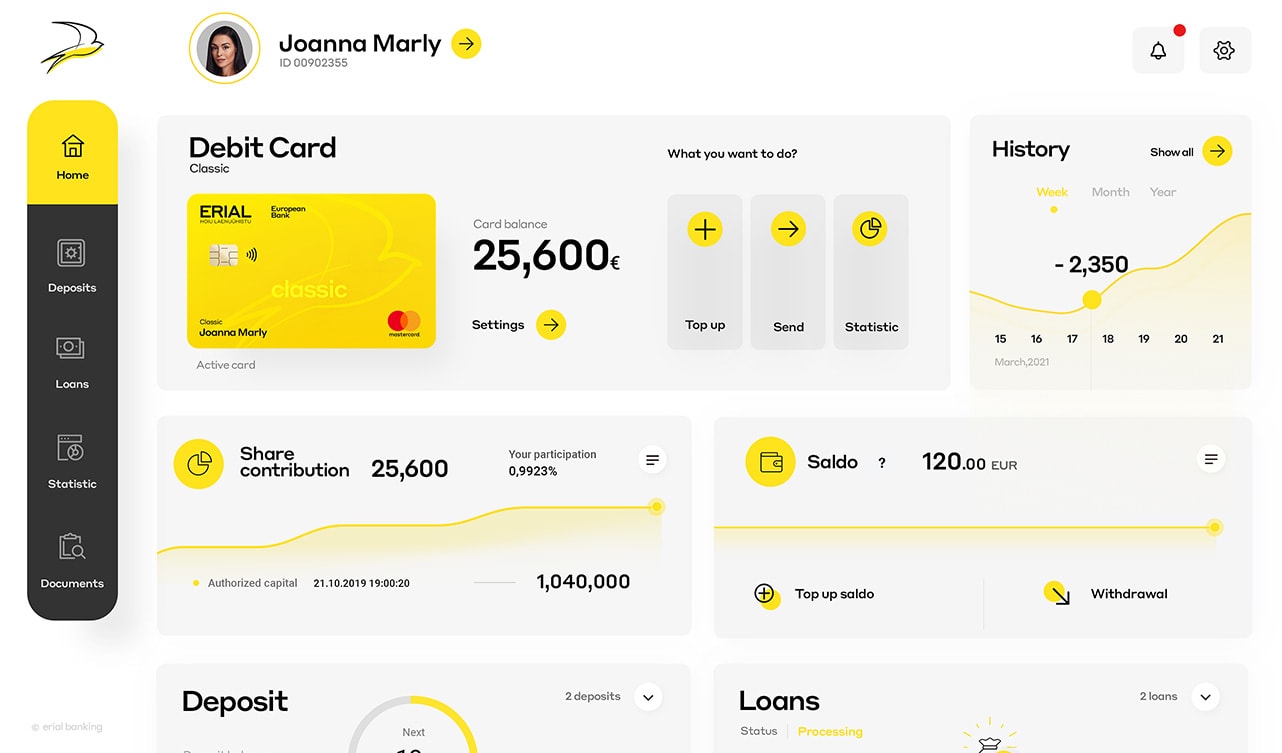 Joanna Marly
ID 00902355
Home
Deposits
Loans
Statistic
Documents
© erial banking
Debit Card
Classic
ERIAL
European
Bank
classic
Classic
Joanna Marly
mastercard
Active card
Card balance
25,600€
Settings
What you want to do?
Top up
Send
Statistic
History
Show all
Week Month Year
- 2,350
15 16 17 18 19 20 21
March,2021
Share
contribution
25,600
Your participation
0,9923%
Authorized capital 21.10.2019 19:00:20
1,040,000
Saldo ?
120.00 EUR
Top up saldo
Withdrawal
Deposit
2 deposits
Next
Loans
2 loans
Status Processing